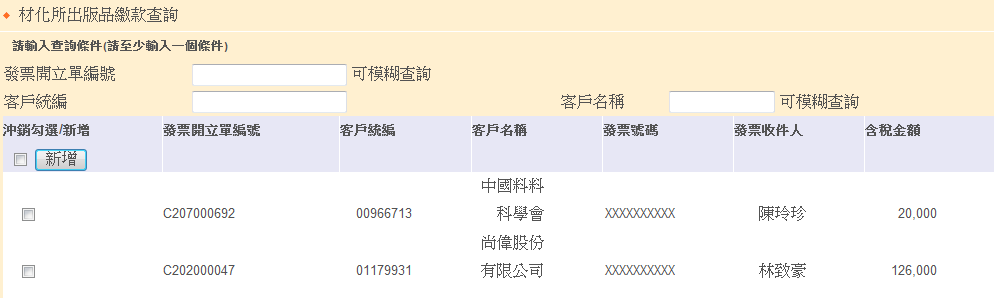 材化所出版品繳款查詢
請輸入查詢條件(請至少輸入一個條件)
發票開立單編號 可模糊查詢
客戶統編 客戶名稱 可模糊查詢
沖銷勾選/新增 發票開立單編號 客戶統編 客戶名稱 發票號碼 發票收件人 含稅金額
新增
中國料料
C207000692 00966713 科學會 XXXXXXXXXX 陳玲珍 20,000
尚偉股份
C202000047 01179931 有限公司 XXXXXXXXXX 林致豪 126,000